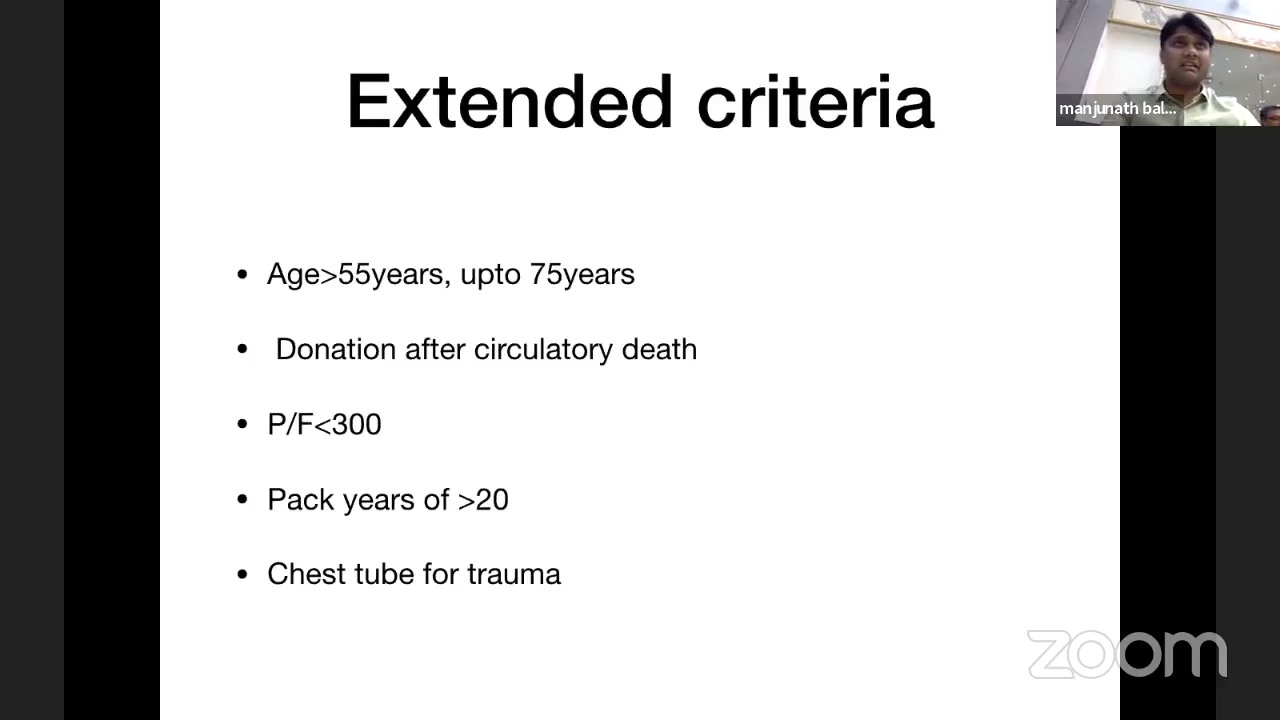 Extended criteria
manjunath bal...
• Age>55years, upto 75years
• Donation after circulatory death
• P/F<300
• Pack years of >20
• Chest tube for trauma
zoom